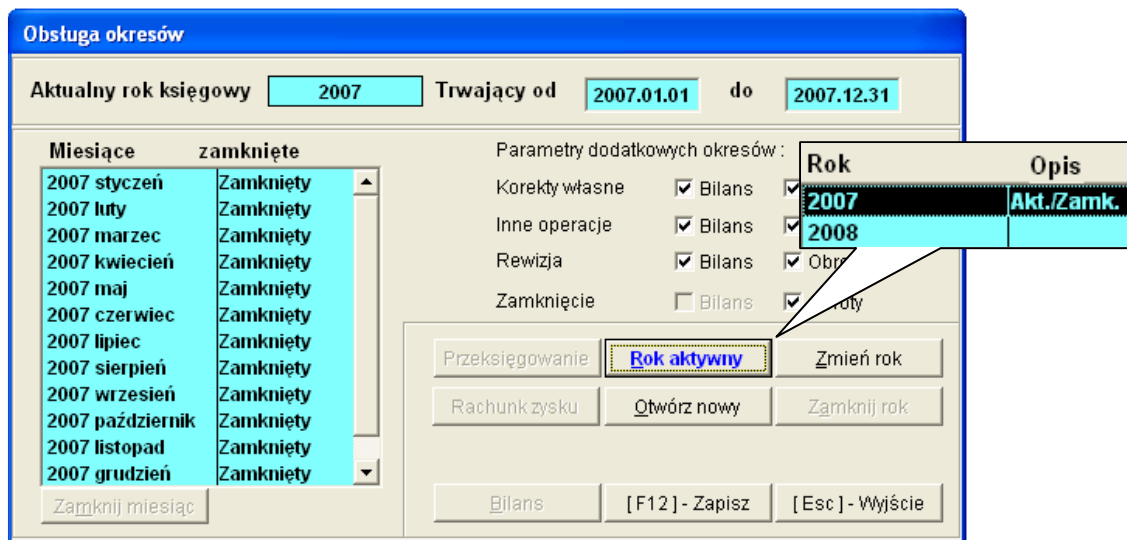 Obsługa okresów
Aktualny rok księgowy 2007 Trwający od 2007.01.01 do 2007.12.31
Miesiące zamknięte
2007 styczeń Zamknięty
2007 luty Zamknięty
2007 marzec Zamknięty
2007 kwiecień Zamknięty
2007 maj Zamknięty
2007 czerwiec Zamknięty
2007 lipiec Zamknięty
2007 sierpień Zamknięty
2007 wrzesień Zamknięty
2007 październik Zamknięty
2007 listopad Zamknięty
2007 grudzień Zamknięty
Zamknij miesiąc
Parametry dodatkowych okresów :
Korekty własne Bilans
Inne operacje Bilans
Rewizja Bilans
Zamknięcie Bilans
Rok Opis
2007 Akt./Zamk.
2008
Przeksięgowanie Rok aktywny Zmień rok
Rachunk zysku Otwórz nowy Zamknij rok
Bilans [ F12 ] - Zapisz [ Esc ] - Wyjście